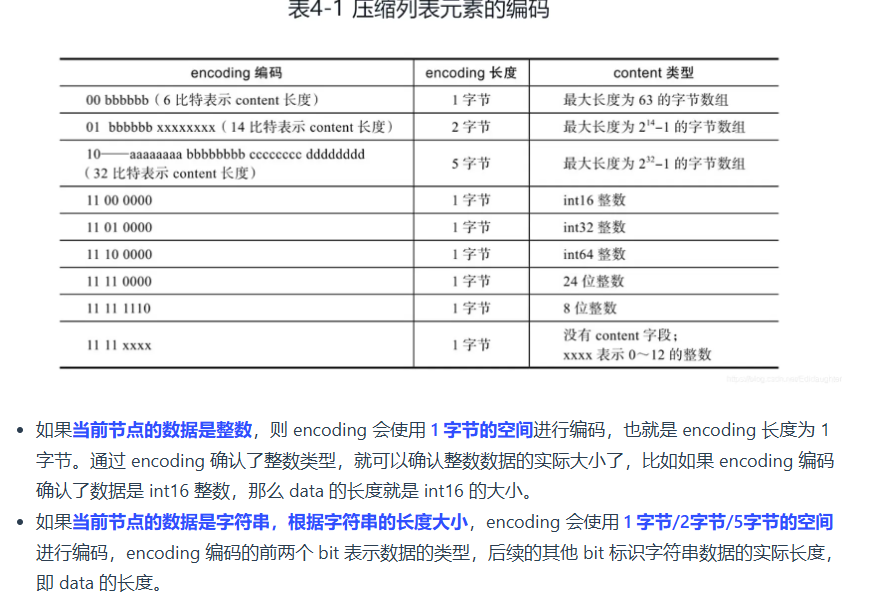 表4-1 压缩列表元素的编码
encoding 编码 encoding 长度 content 类型
00 bbbbbb（6 比特表示 content 长度） 1 字节 最大长度为 63 的字节数组
01 bbbbbb xxxxxxxx（14 比特表示 content 长度） 2 字节 最大长度为 2¹⁴–1 的字节数组
10——aaaaaaaa bbbbbbbb cccccccc dddddddd
（32 比特表示 content 长度） 5 字节 最大长度为 2³²–1 的字节数组
11 00 0000 1 字节 int16 整数
11 01 0000 1 字节 int32 整数
11 10 0000 1 字节 int64 整数
11 11 0000 1 字节 24 位整数
11 11 1110 1 字节 8 位整数
11 11 xxxx 1 字节 没有 content 字段；
xxxx 表示 0～12 的整数
• 如果当前节点的数据是整数，则 encoding 会使用 1 字节的空间进行编码，也就是 encoding 长度为 1
字节。通过 encoding 确认了整数类型，就可以确认整数数据的实际大小了，比如如果 encoding 编码
确认了数据是 int16 整数，那么 data 的长度就是 int16 的大小。
• 如果当前节点的数据是字符串，根据字符串的长度大小，encoding 会使用 1 字节/2字节/5字节的空间
进行编码，encoding 编码的前两个 bit 表示数据的类型，后续的其他 bit 标识字符串数据的实际长度，
即 data 的长度。